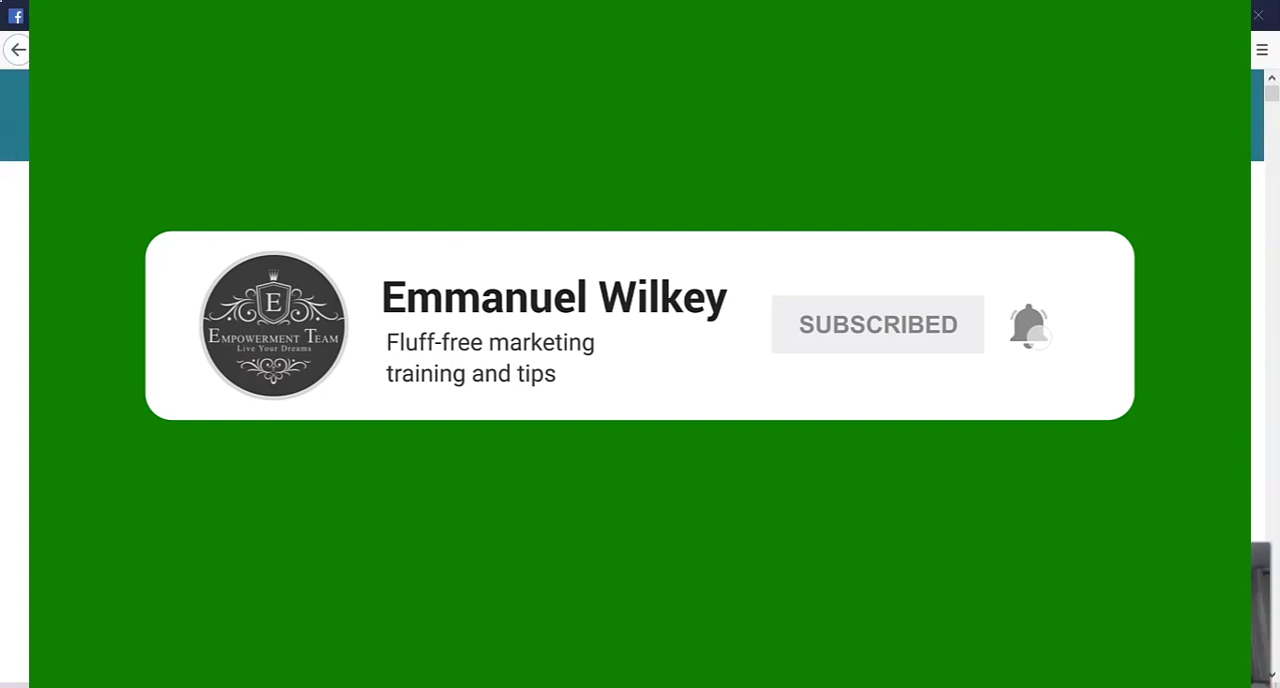 Emmanuel Wilkey
Fluff-free marketing
training and tips
SUBSCRIBED
E
EMPOWERMENT TEAM
Live Your Dreams